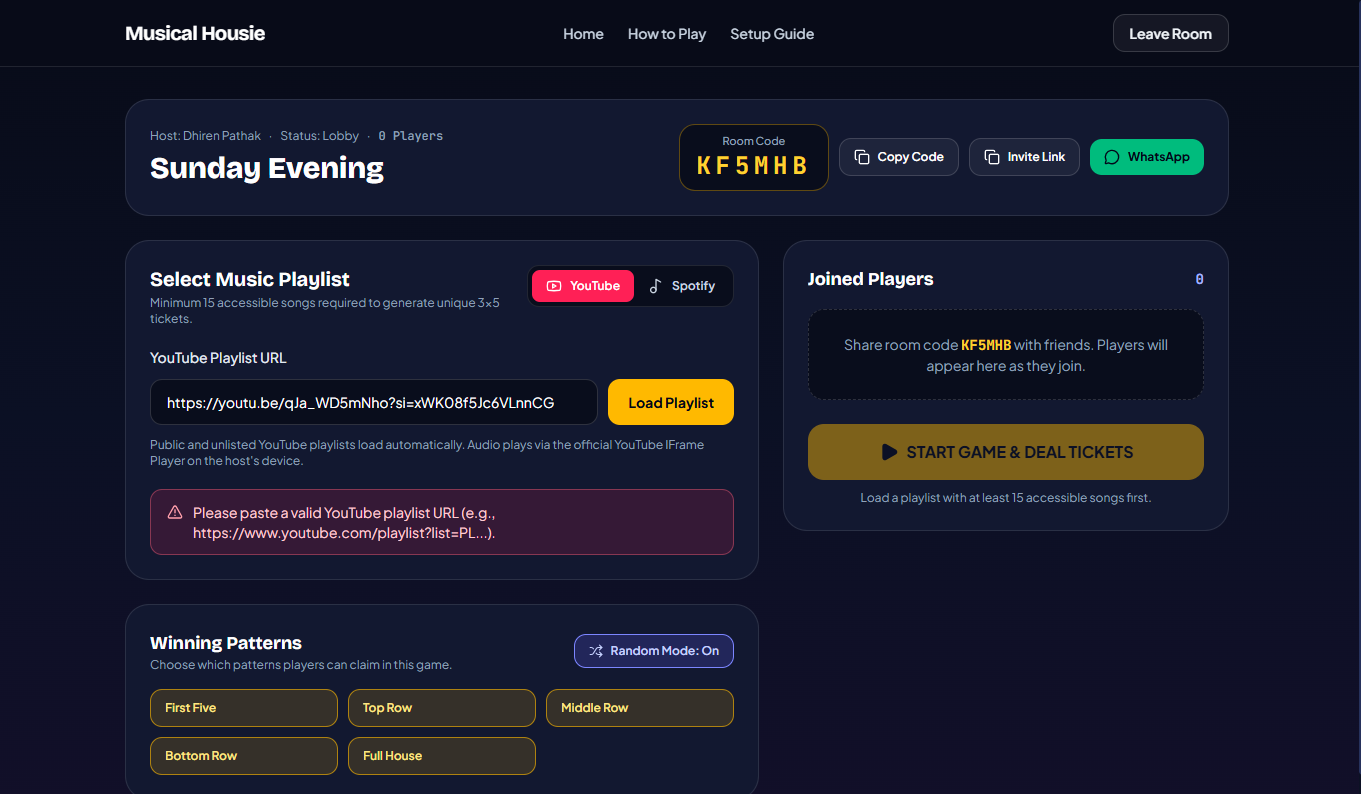 Musical Housie
Home
How to Play
Setup Guide
Leave Room
Host: Dhiren Pathak · Status: Lobby · 0 Players
Sunday Evening
Room Code
KF5MHB
Copy Code
Invite Link
WhatsApp
Select Music Playlist
Minimum 15 accessible songs required to generate unique 3×5
tickets.
YouTube
Spotify
YouTube Playlist URL
https://youtu.be/qJa_WD5mNho?si=xWK08f5Jc6VLnnCG
Load Playlist
Public and unlisted YouTube playlists load automatically. Audio plays via the official YouTube IFrame
Player on the host's device.
Please paste a valid YouTube playlist URL (e.g.,
https://www.youtube.com/playlist?list=PL...).
Joined Players
0
Share room code KF5MHB with friends. Players will
appear here as they join.
START GAME & DEAL TICKETS
Load a playlist with at least 15 accessible songs first.
Winning Patterns
Choose which patterns players can claim in this game.
Random Mode: On
First Five
Top Row
Middle Row
Bottom Row
Full House